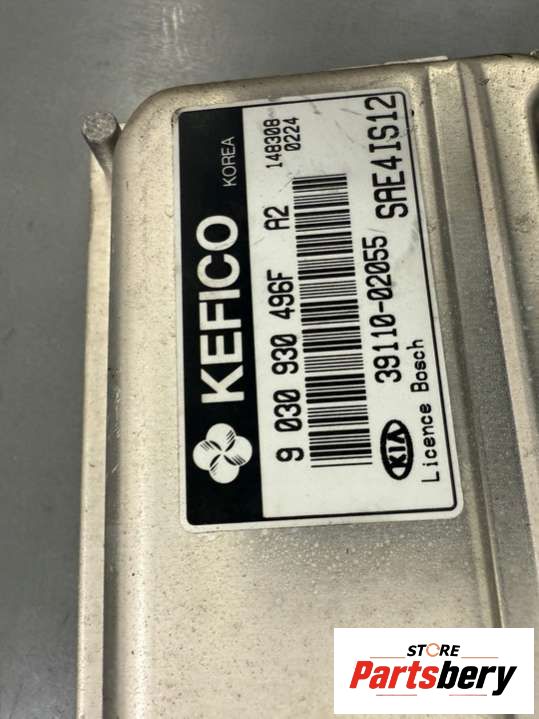 KEFICO KOREA
9 030 930 496F A2
148308
0224
39110-02055 SAE4IS12
KIA
Licence Bosch
STORE
Partsbery